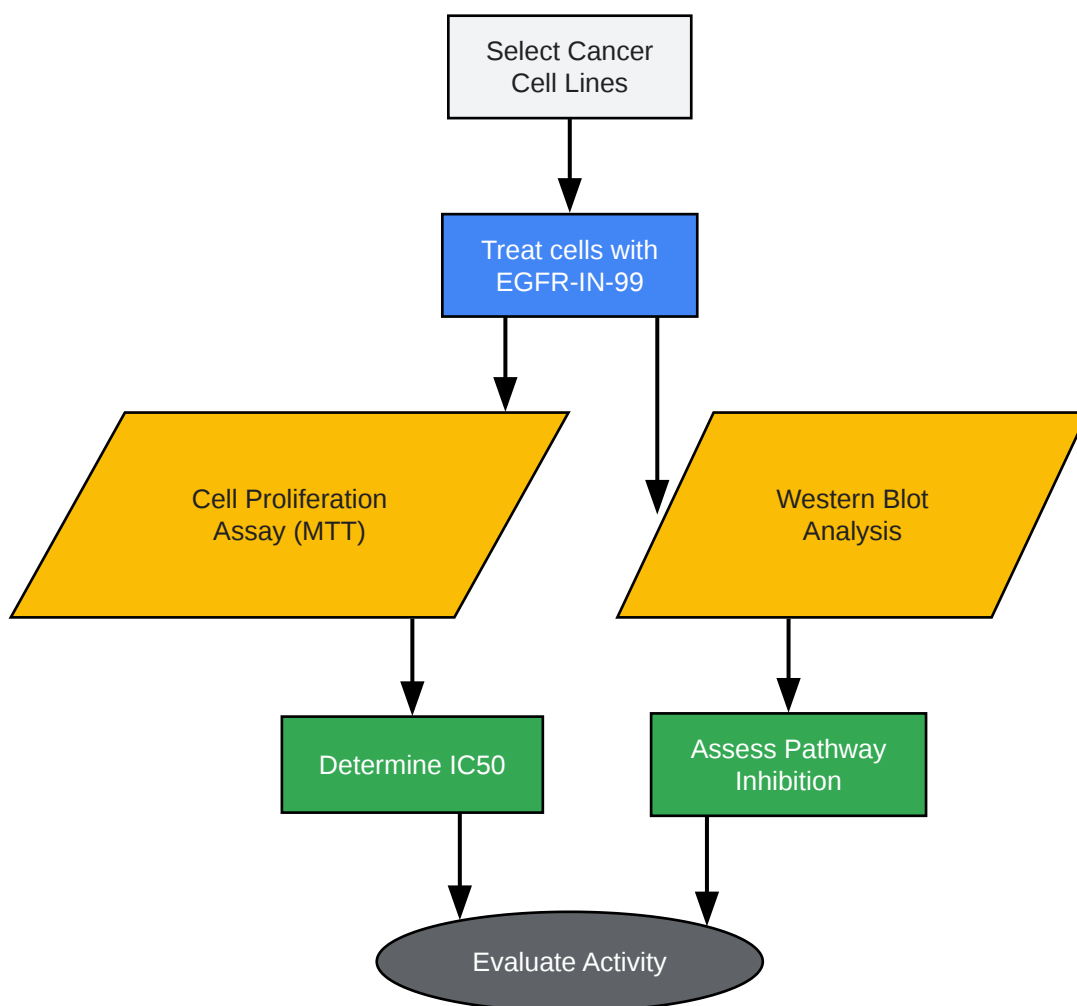 Select Cancer
Cell Lines
Treat cells with
EGFR-IN-99
Cell Proliferation
Assay (MTT)
Western Blot
Analysis
Determine IC50
Assess Pathway
Inhibition
Evaluate Activity